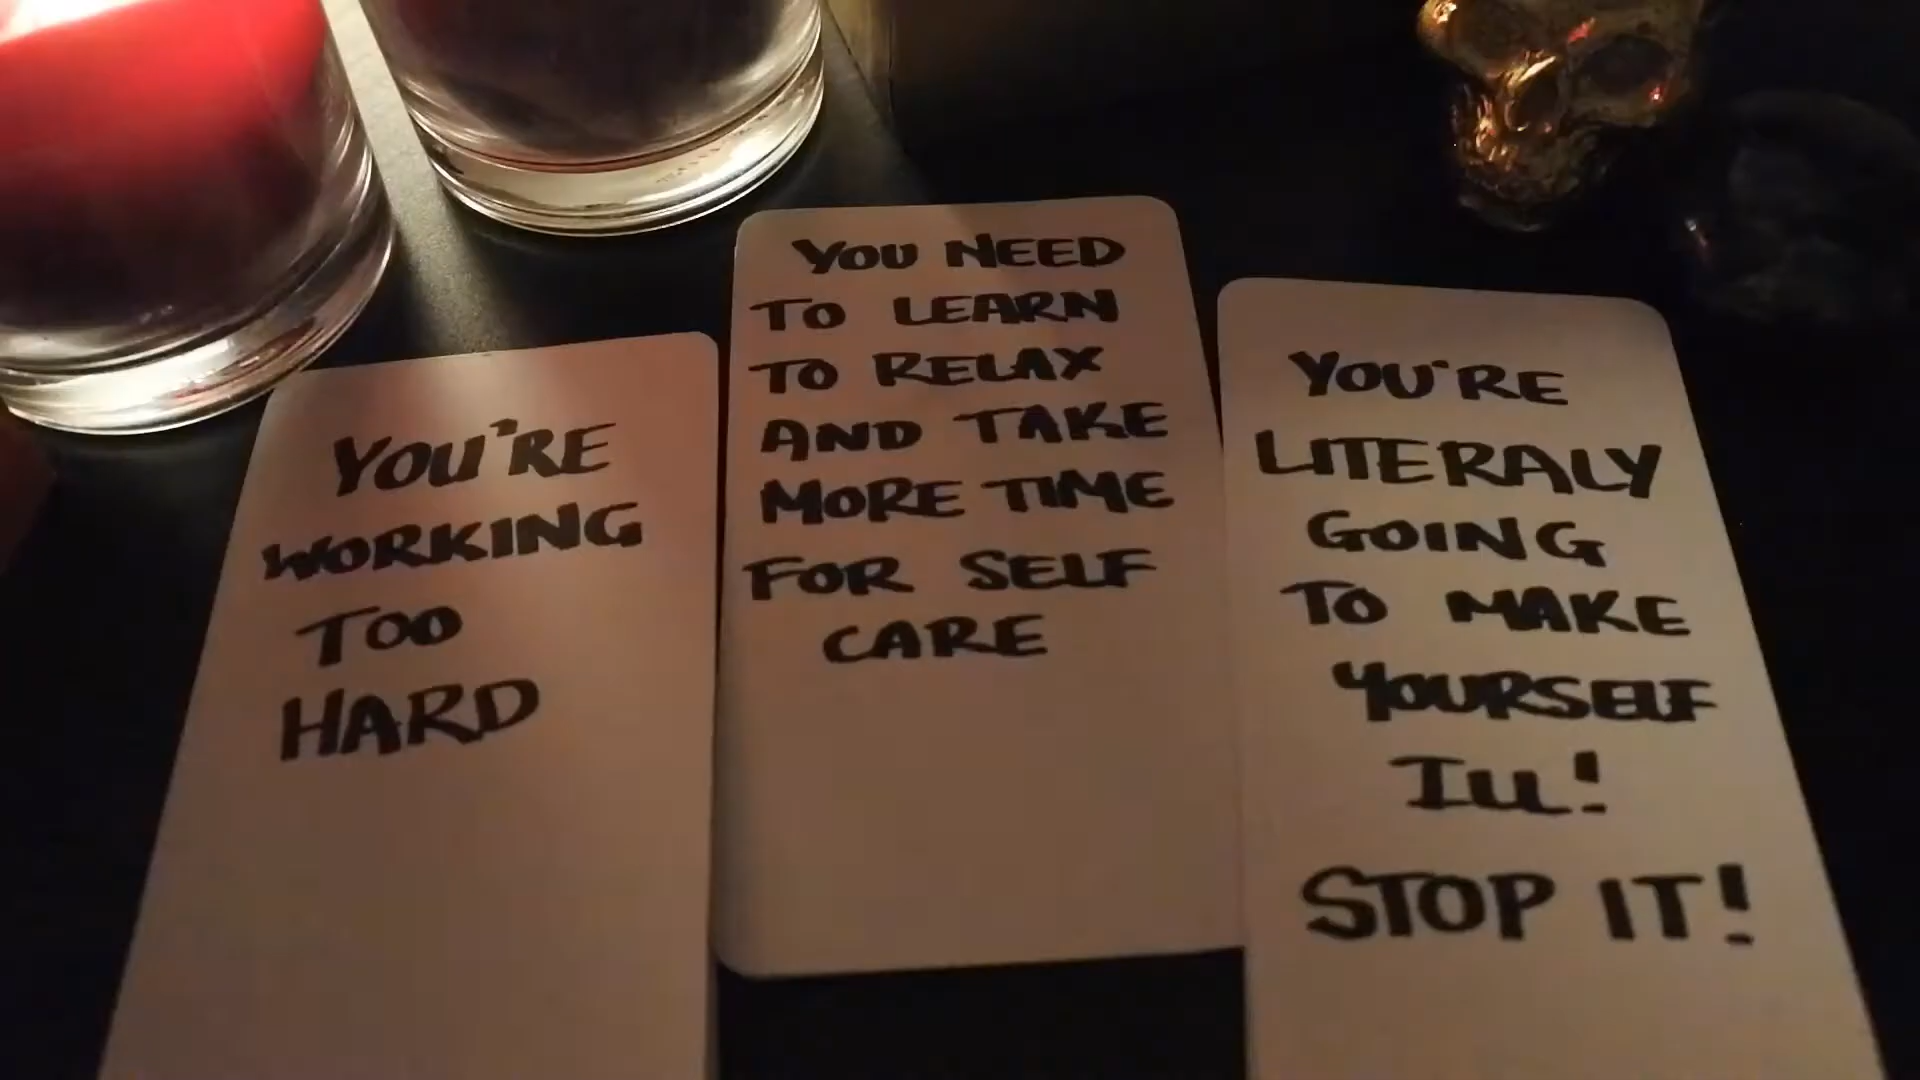 YOU'RE
WORKING
TOO
HARD
YOU NEED
TO LEARN
TO RELAX
AND TAKE
MORE TIME
FOR SELF
CARE
YOU'RE
LITERALY
GOING
TO MAKE
YOURSELF
ILL!
STOP IT!